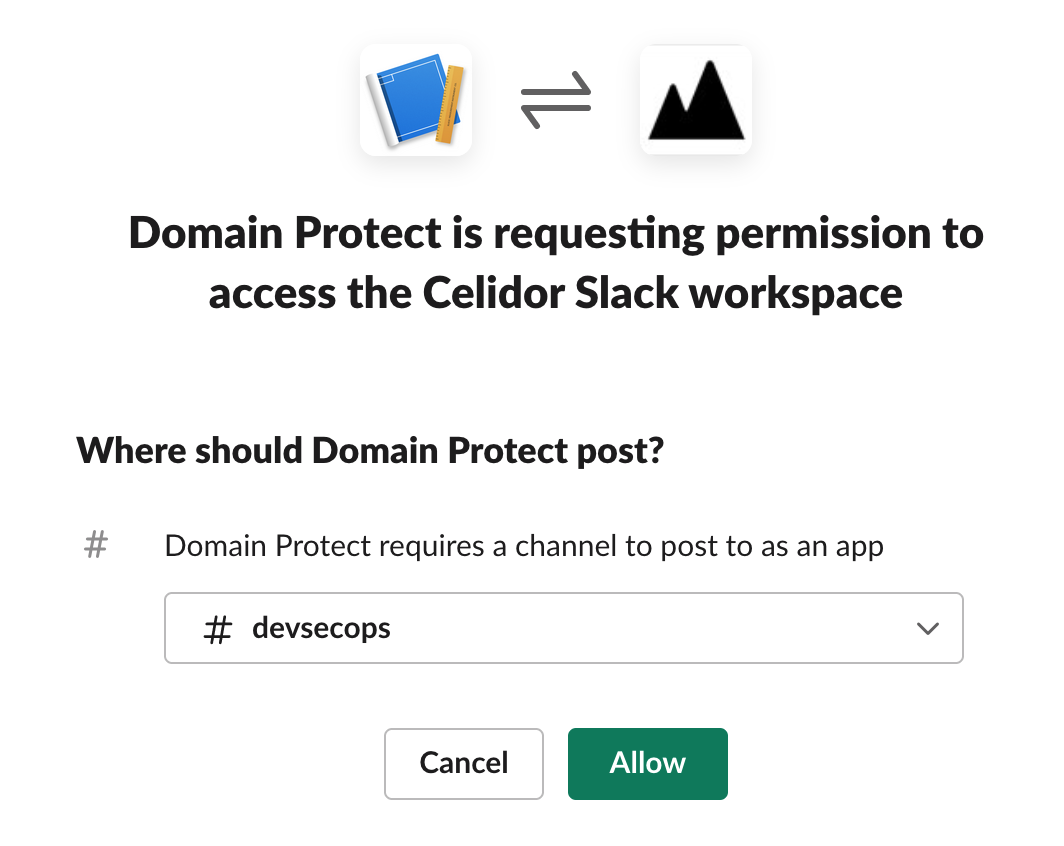 Domain Protect is requesting permission to
access the Celidor Slack workspace
Where should Domain Protect post?
# Domain Protect requires a channel to post to as an app
# devsecops
Cancel Allow